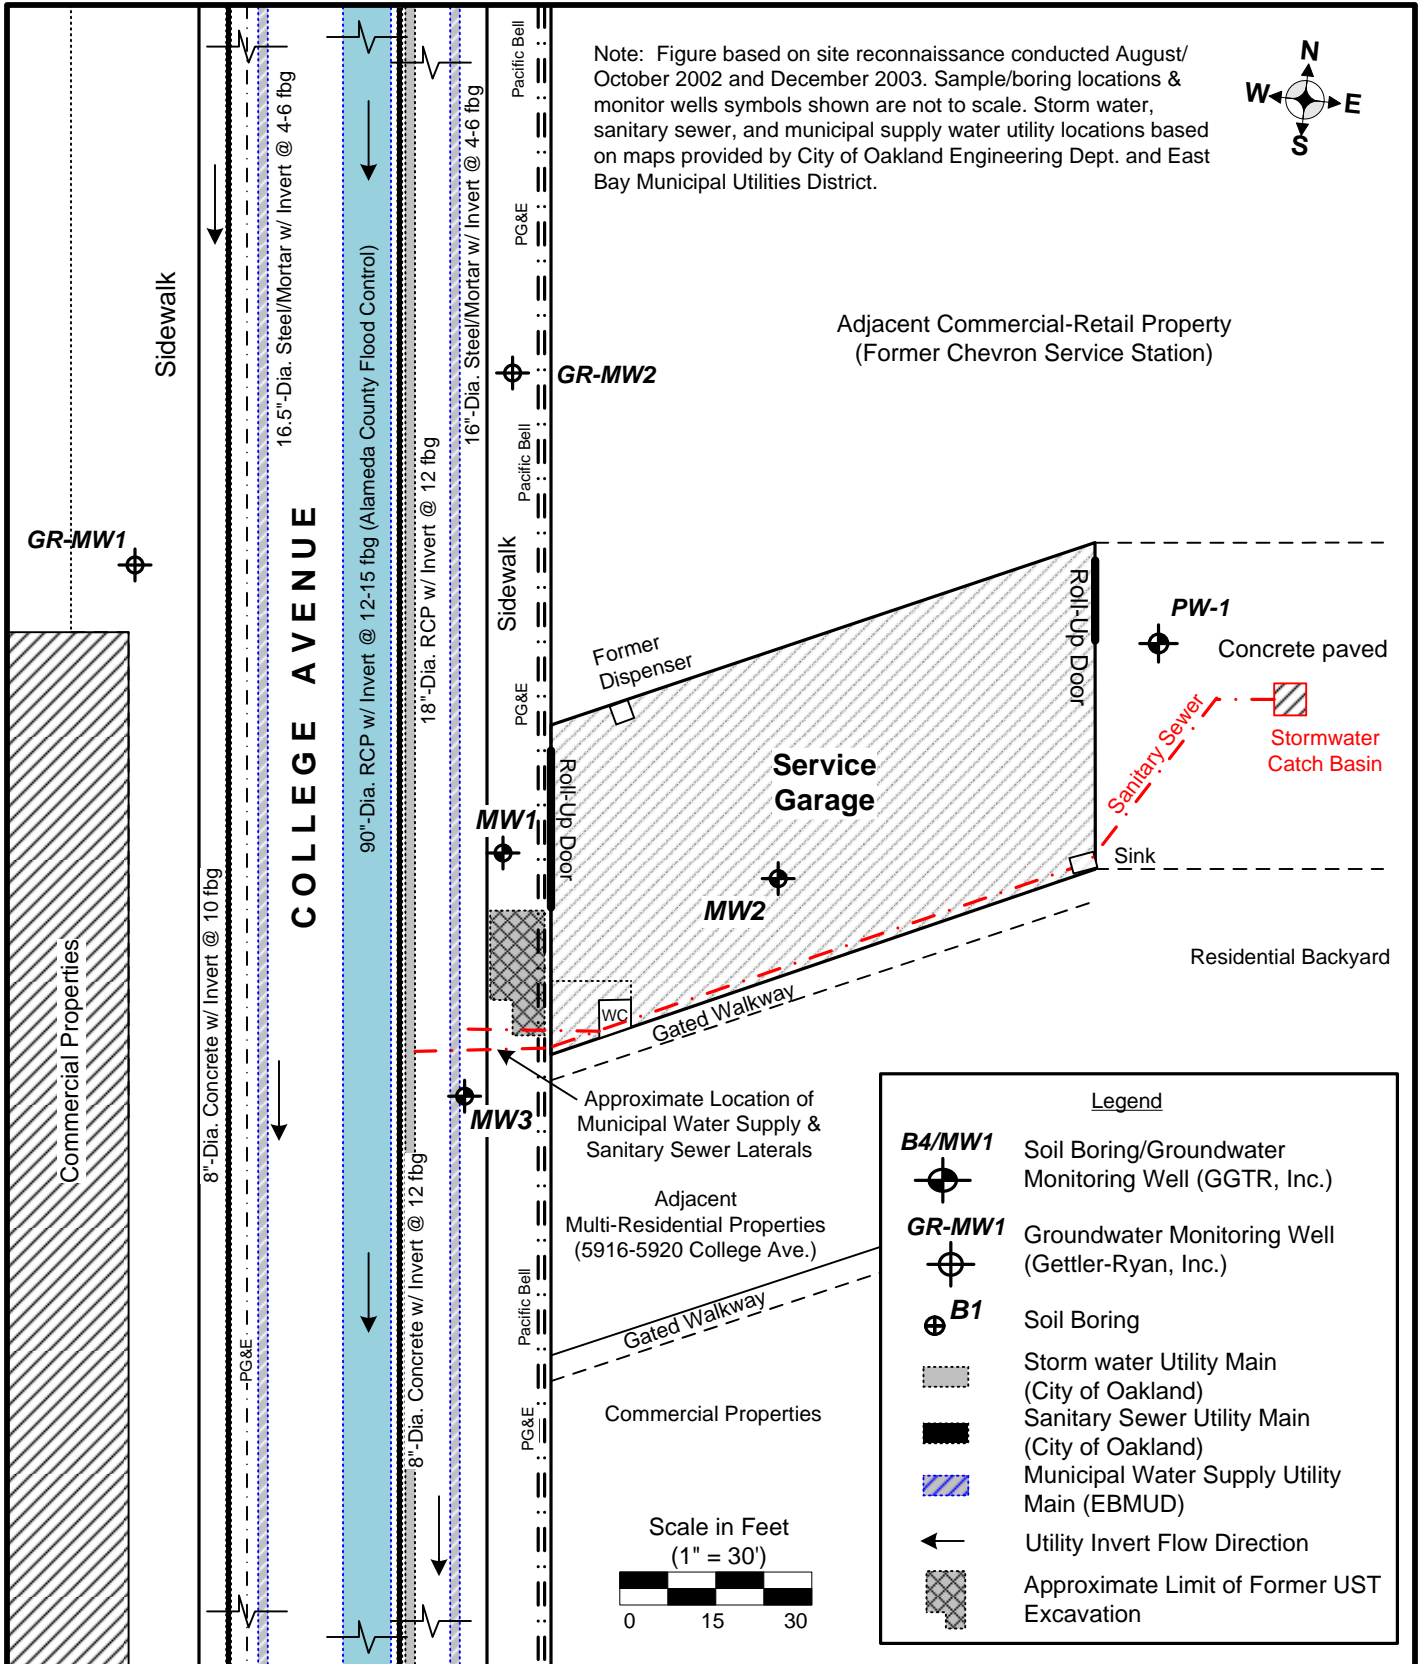 Note: Figure based on site reconnaissance conducted August/
October 2002 and December 2003. Sample/boring locations &
monitor wells symbols shown are not to scale. Storm water,
sanitary sewer, and municipal supply water utility locations based
on maps provided by City of Oakland Engineering Dept. and East
Bay Municipal Utilities District.
N
W
E
S
Adjacent Commercial-Retail Property
(Former Chevron Service Station)
Sidewalk
16.5"-Dia. Steel/Mortar w/ Invert @ 4-6 fbg
90"-Dia. RCP w/ Invert @ 12-15 fbg (Alameda County Flood Control)
16"-Dia. Steel/Mortar w/ Invert @ 4-6 fbg
18"-Dia. RCP w/ Invert @ 12 fbg
Pacific Bell
PG&E
GR-MW2
Pacific Bell
GR-MW1
COLLEGE AVENUE
Sidewalk
PG&E
Former
Dispenser
Roll-Up Door
Roll-Up Door
PW-1
Concrete paved
Sanitary Sewer
Stormwater
Catch Basin
Service
Garage
MW1
MW2
Sink
8"-Dia. Concrete w/ Invert @ 10 fbg
Commercial Properties
Residential Backyard
WC
Gated Walkway
MW3
Approximate Location of
Municipal Water Supply &
Sanitary Sewer Laterals
8"-Dia. Concrete w/ Invert @ 12 fbg
Adjacent
Multi-Residential Properties
(5916-5920 College Ave.)
Pacific Bell
PG&E
Gated Walkway
PG&E
Commercial Properties
Scale in Feet
(1" = 30')
0 15 30
Legend
B4/MW1
Soil Boring/Groundwater
Monitoring Well (GGTR, Inc.)
GR-MW1
Groundwater Monitoring Well
(Gettler-Ryan, Inc.)
B1
Soil Boring
Storm water Utility Main
(City of Oakland)
Sanitary Sewer Utility Main
(City of Oakland)
Municipal Water Supply Utility
Main (EBMUD)
Utility Invert Flow Direction
Approximate Limit of Former UST
Excavation